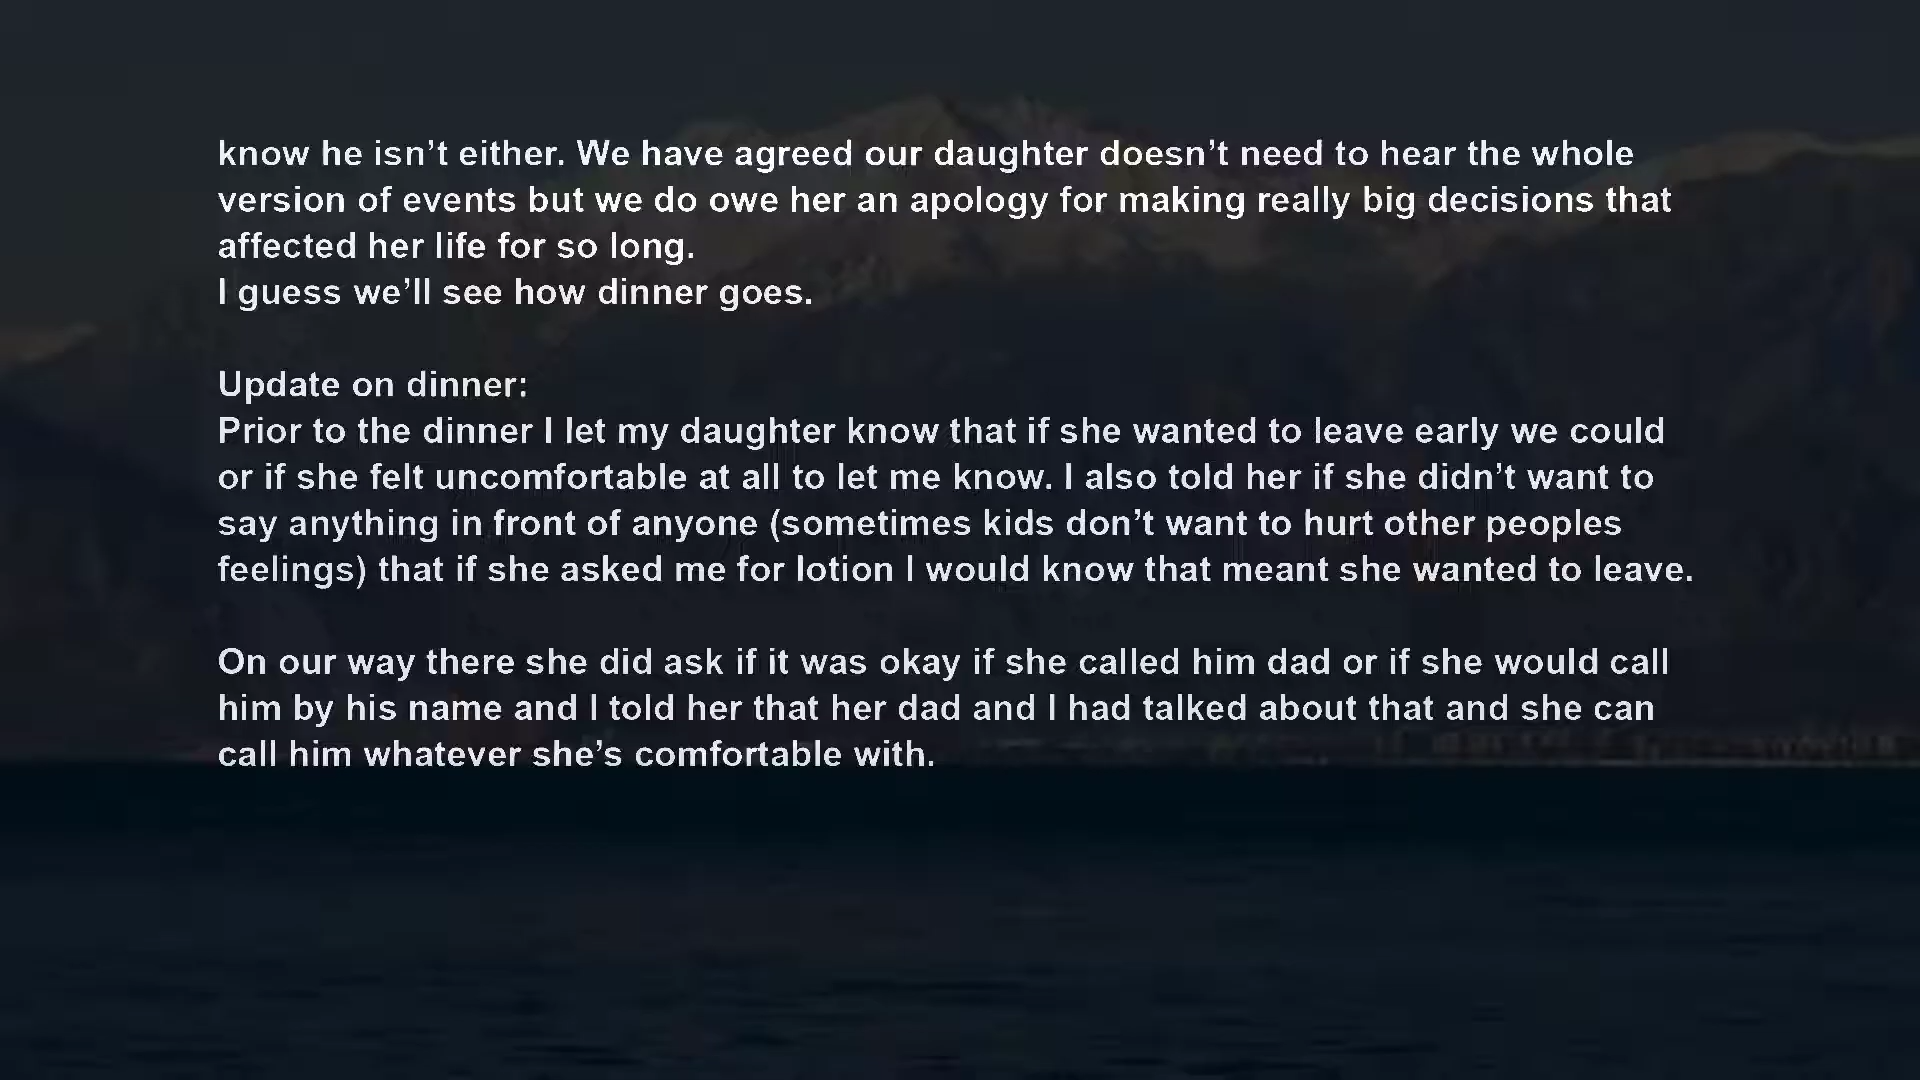 know he isn’t either. We have agreed our daughter doesn’t need to hear the whole
version of events but we do owe her an apology for making really big decisions that
affected her life for so long.
I guess we’ll see how dinner goes.
Update on dinner:
Prior to the dinner I let my daughter know that if she wanted to leave early we could
or if she felt uncomfortable at all to let me know. I also told her if she didn’t want to
say anything in front of anyone (sometimes kids don’t want to hurt other peoples
feelings) that if she asked me for lotion I would know that meant she wanted to leave.
On our way there she did ask if it was okay if she called him dad or if she would call
him by his name and I told her that her dad and I had talked about that and she can
call him whatever she’s comfortable with.